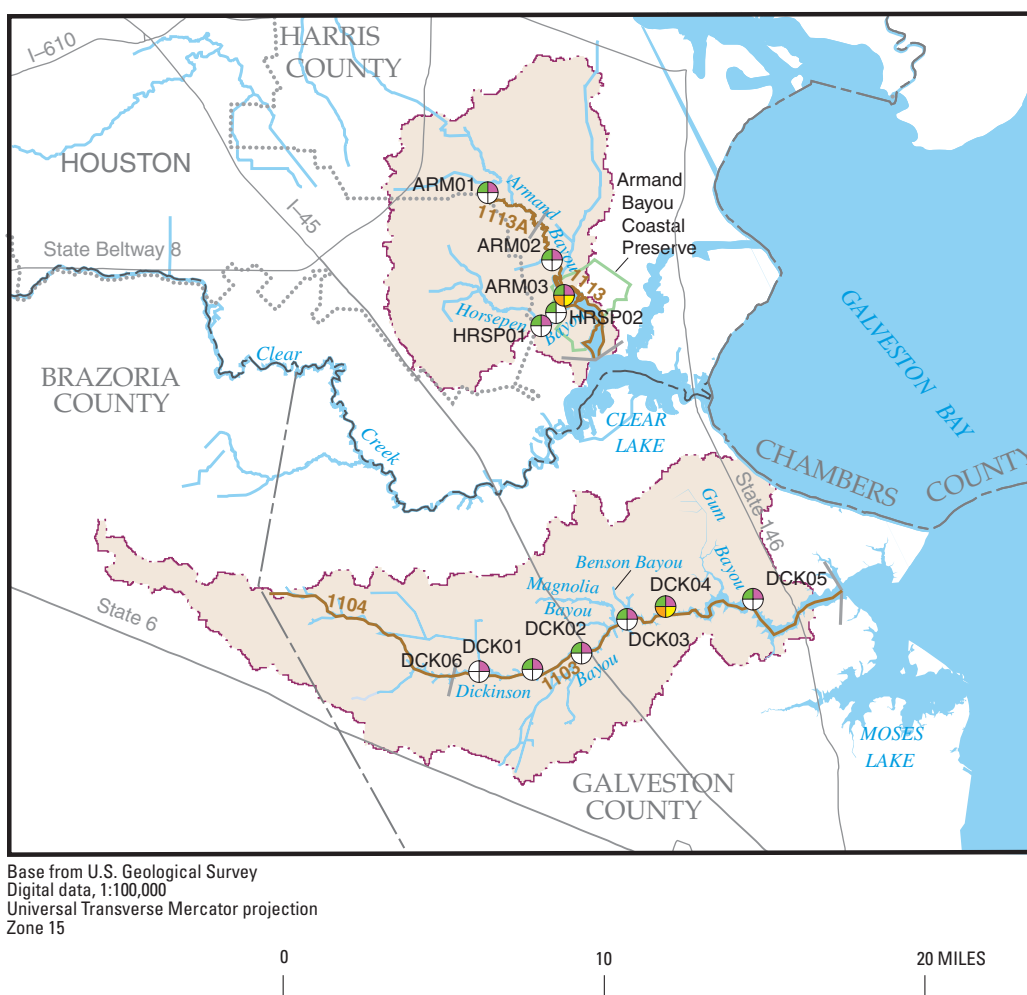 I–610
HARRIS
COUNTY
HOUSTON
I–45
State Beltway 8
ARM01
1113A
Armand
Bayou
ARM02
ARM03
1113
Armand
Bayou
Coastal
Preserve
Horsepen
Bayou
HRSP01
HRSP02
Clear
Creek
BRAZORIA
COUNTY
CLEAR
LAKE
GALVESTON BAY
CHAMBERS COUNTY
State 146
Gum
Bayou
Benson Bayou
Magnolia
Bayou
DCK04
DCK05
DCK02
DCK03
DCK01
DCK06
1104
1103
Dickinson
Bayou
State 6
MOSES
LAKE
GALVESTON
COUNTY
Base from U.S. Geological Survey
Digital data, 1:100,000
Universal Transverse Mercator projection
Zone 15
0 10 20 MILES